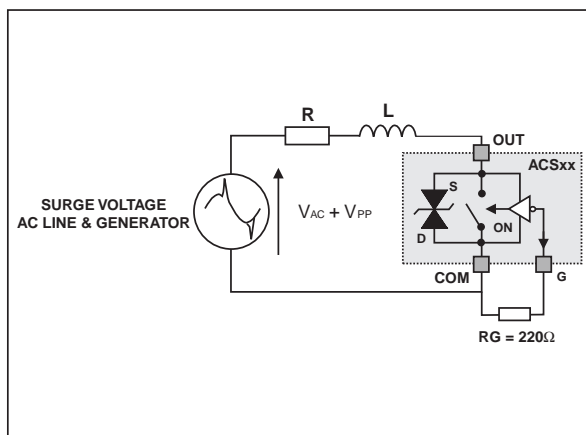 R
L
OUT
ACSxx
S
SURGE VOLTAGE
AC LINE & GENERATOR
VAC + VPP
D
ON
COM
G
RG = 220Ω